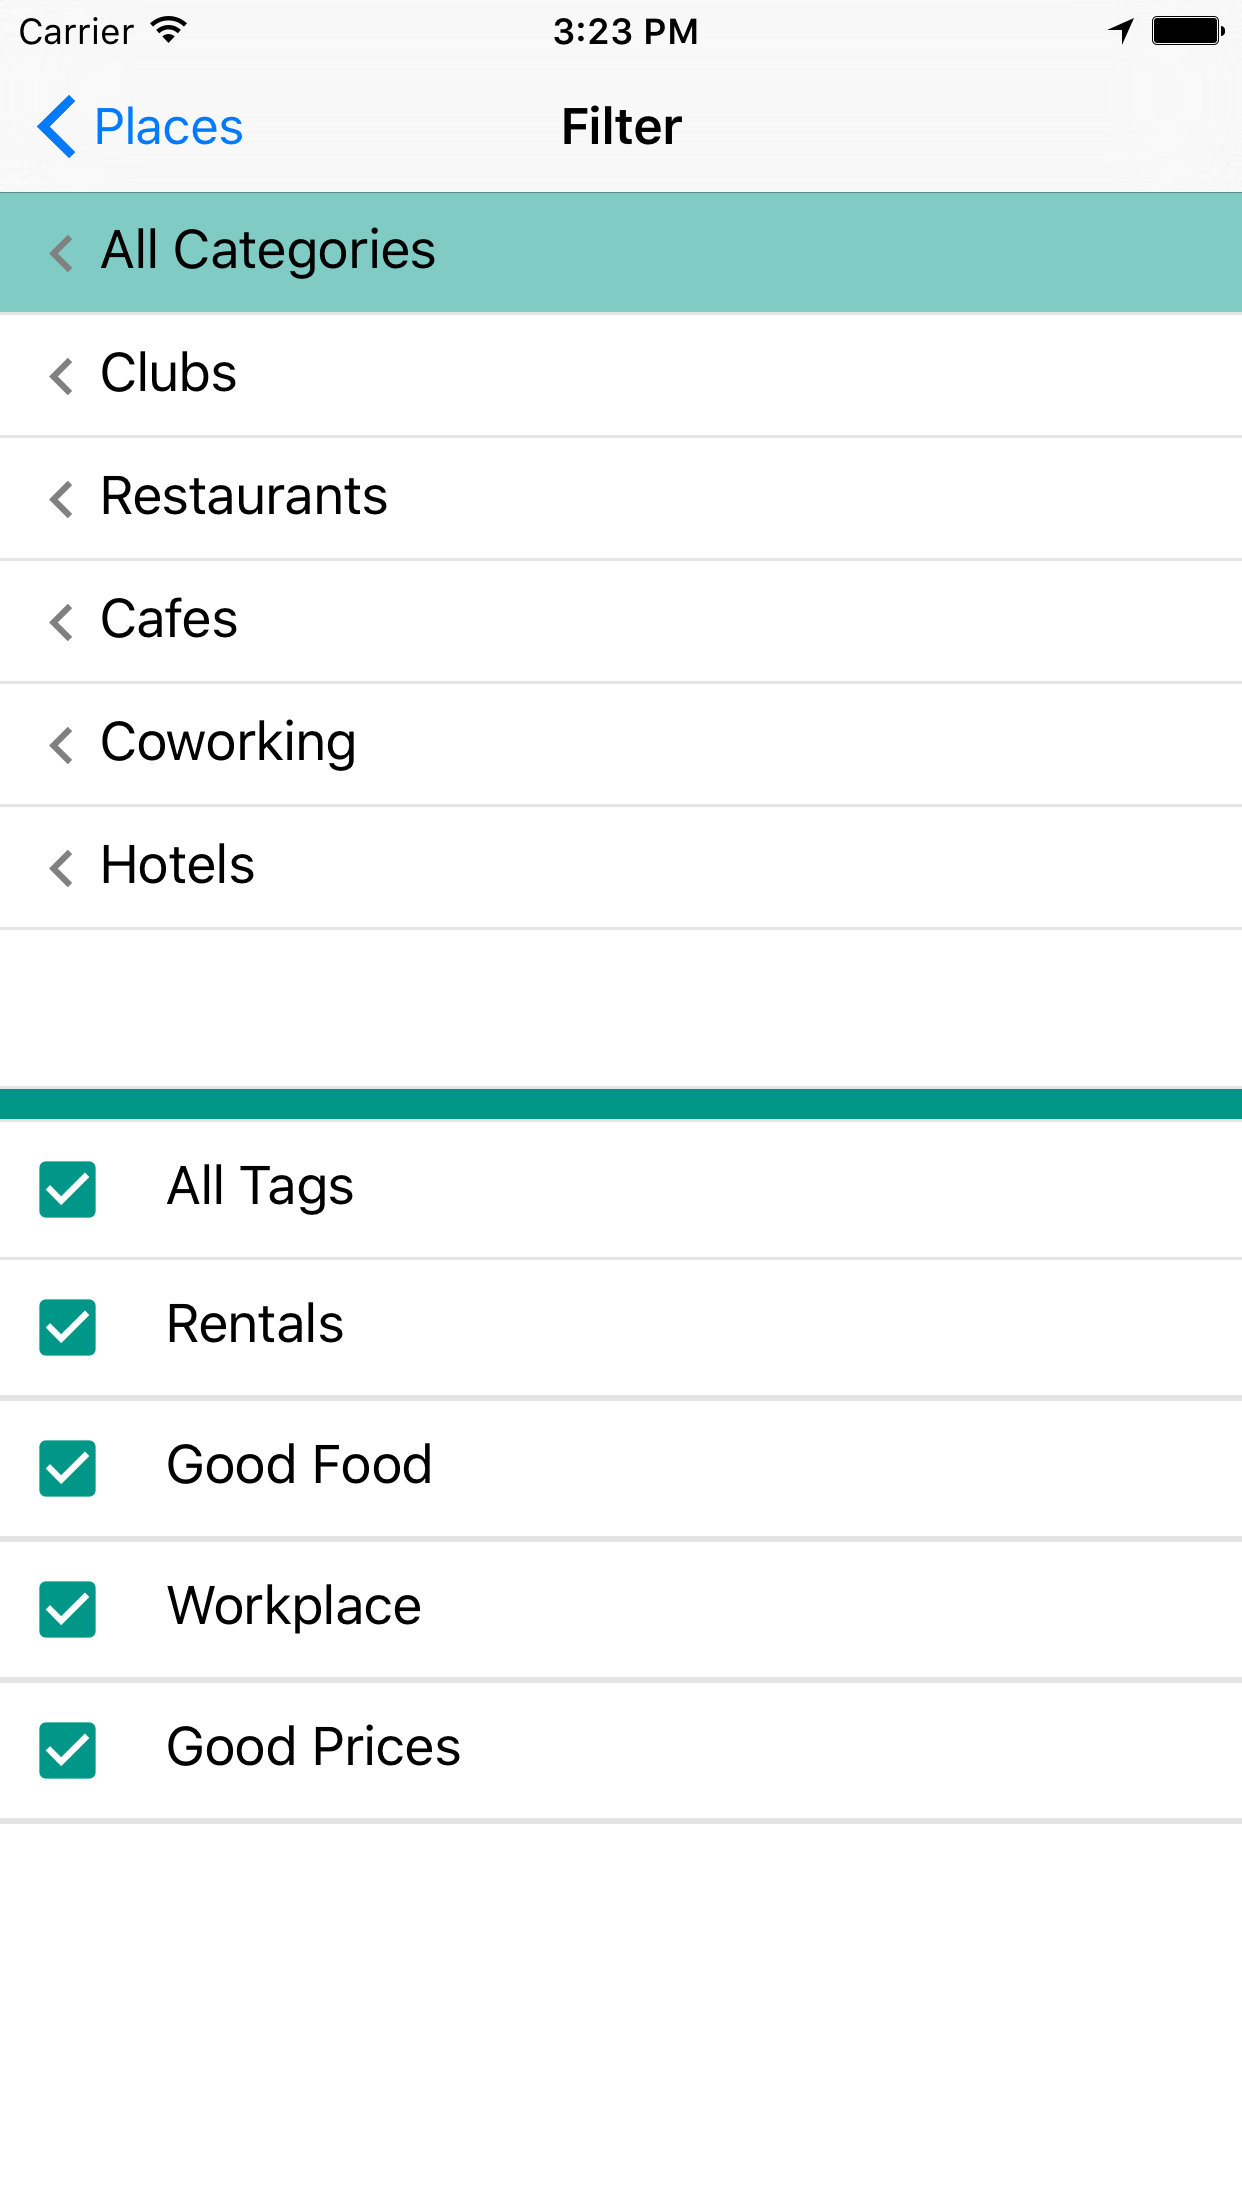 Carrier 3:23 PM
Places Filter
All Categories
Clubs
Restaurants
Cafes
Coworking
Hotels
All Tags
Rentals
Good Food
Workplace
Good Prices